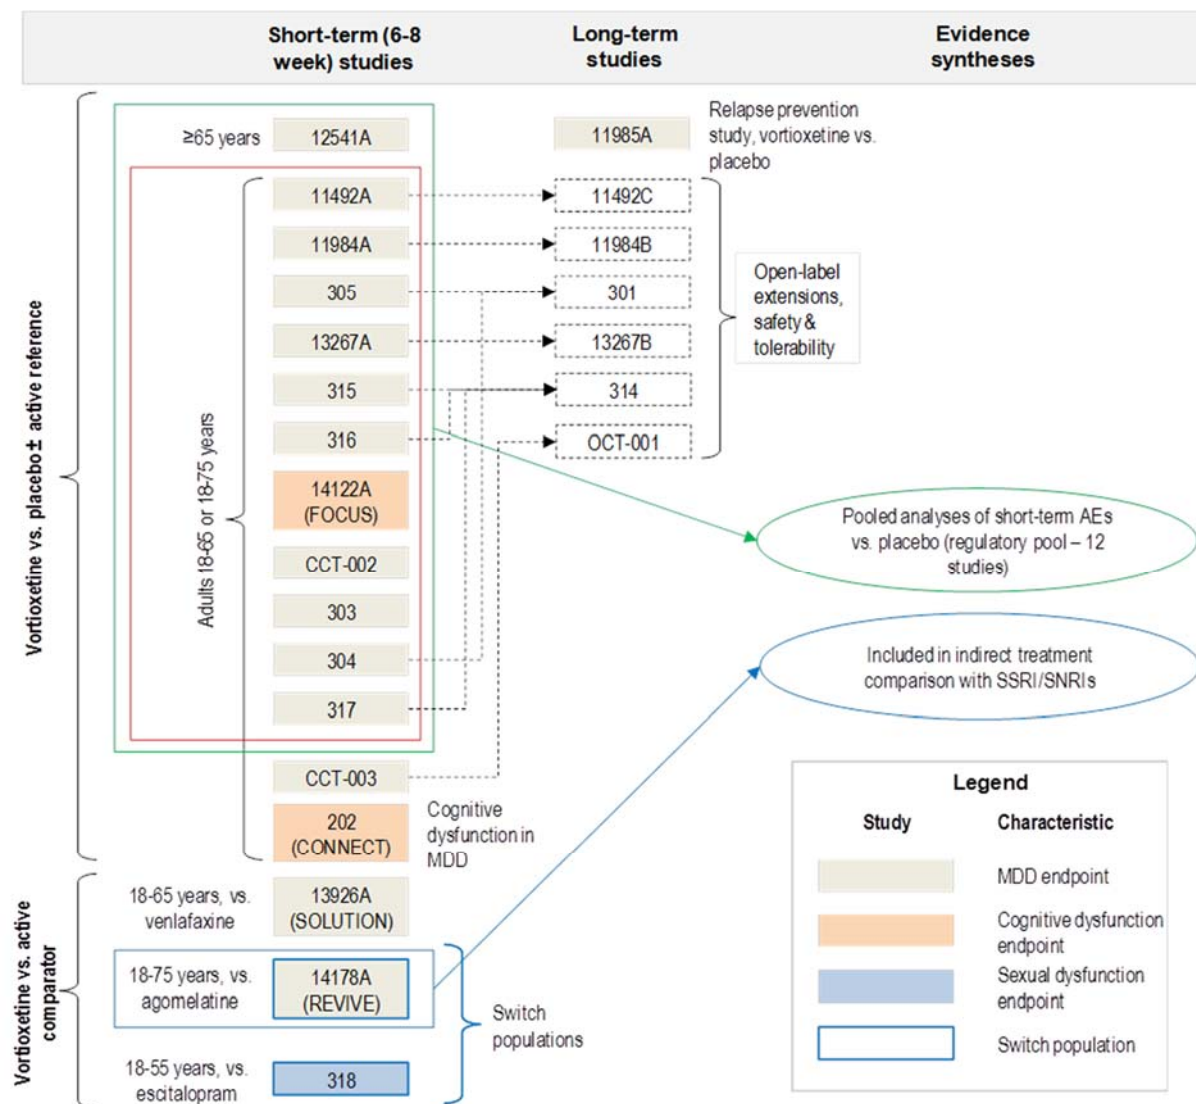 Short-term (6-8
week) studies
Long-term
studies
Evidence
syntheses
Vortioxetine vs. placebo ± active reference
≥65 years
12541A
11985A
Relapse prevention
study, vortioxetine vs.
placebo
Adults 18-65 or 18-75 years
11492A
11492C
11984A
11984B
305
301
13267A
13267B
315
314
316
OCT-001
Open-label
extensions,
safety &
tolerability
14122A
(FOCUS)
CCT-002
303
304
317
CCT-003
202
(CONNECT)
Cognitive
dysfunction in
MDD
Pooled analyses of short-term AEs
vs. placebo (regulatory pool – 12
studies)
Included in indirect treatment
comparison with SSRI/SNRIs
Vortioxetine vs. active
comparator
18-65 years, vs.
venlafaxine
13926A
(SOLUTION)
18-75 years, vs.
agomelatine
14178A
(REVIVE)
18-55 years, vs.
escitalopram
318
Switch
populations
Legend
Study
Characteristic
MDD endpoint
Cognitive dysfunction
endpoint
Sexual dysfunction
endpoint
Switch population